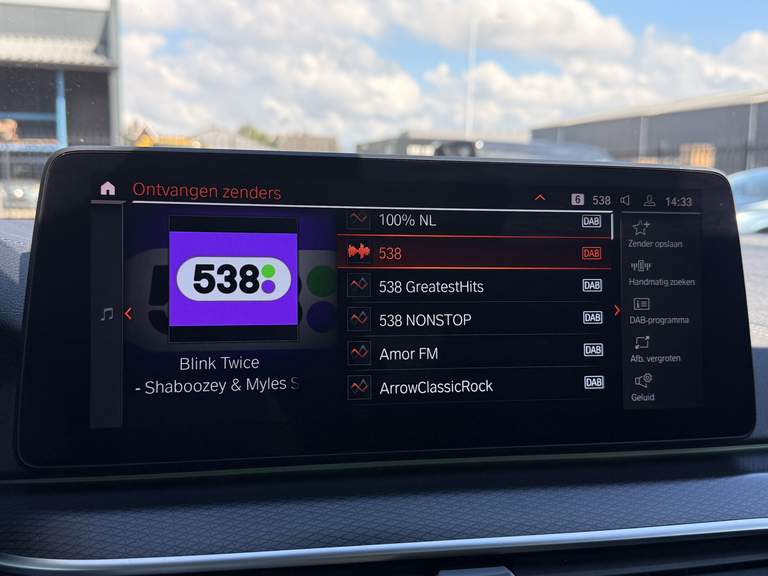 Ontvangen zenders
6 538 14:33
538
Blink Twice
- Shaboozey & Myles S
100% NL DAB
538 DAB
538 GreatestHits DAB
538 NONSTOP DAB
Amor FM DAB
ArrowClassicRock DAB
Zender opslaan
Handmatig zoeken
DAB-programma
Afb. vergroten
Geluid